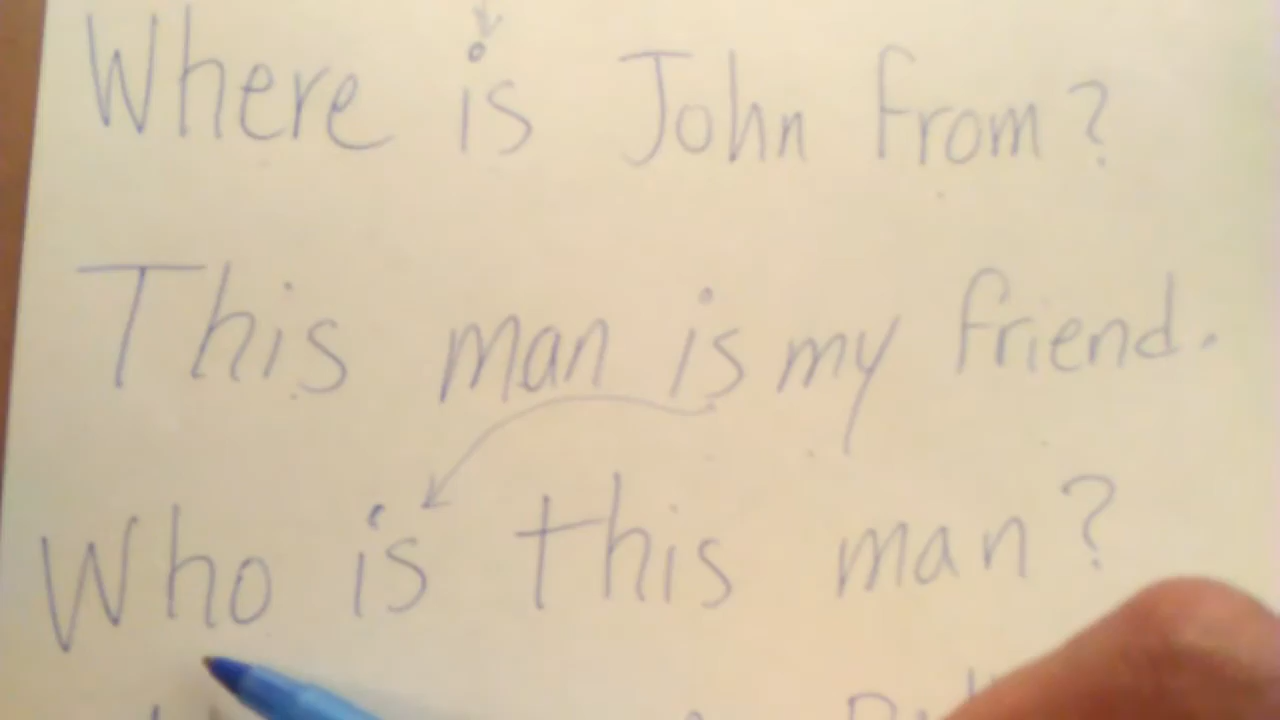 Where is John from?
This man is my friend.
Who is this man?